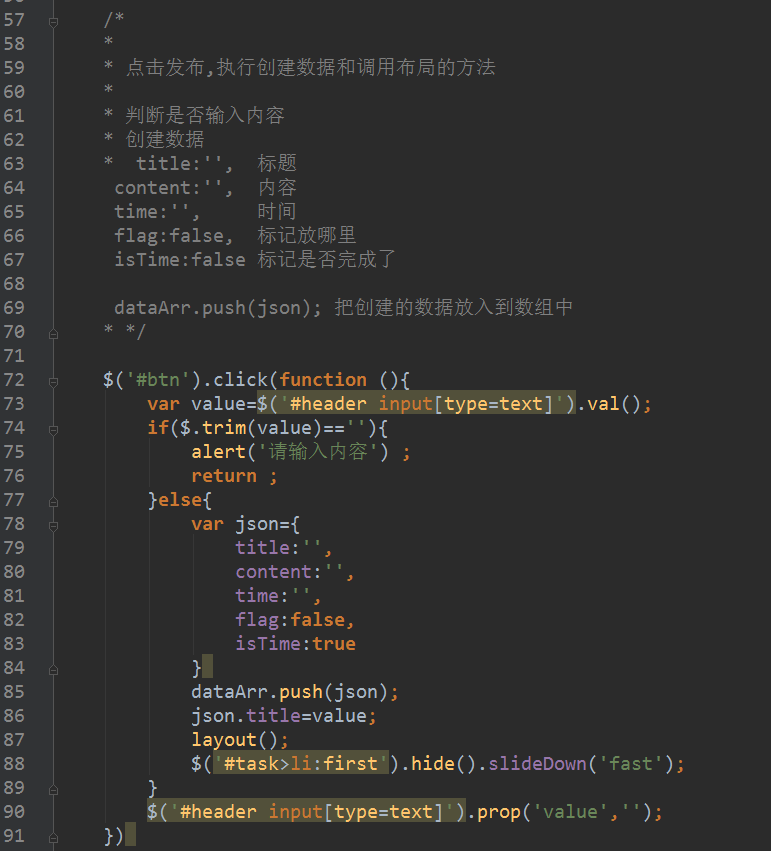 57 /*
58 *
59 * 点击发布,执行创建数据和调用布局的方法
60 *
61 * 判断是否输入内容
62 * 创建数据
63 *  title:'',  标题
64 content:'',  内容
65 time:'',     时间
66 flag:false,  标记放哪里
67 isTime:false 标记是否完成了
68
69 dataArr.push(json); 把创建的数据放入到数组中
70 * */
71
72 $('#btn').click(function (){
73     var value=$('#header input[type=text]').val();
74     if($.trim(value)==''){
75         alert('请输入内容') ;
76         return ;
77     }else{
78         var json={
79             title:'',
80             content:'',
81             time:'',
82             flag:false,
83             isTime:true
84         }
85         dataArr.push(json);
86         json.title=value;
87         layout();
88         $('#task>li:first').hide().slideDown('fast');
89     }
90     $('#header input[type=text]').prop('value','');
91 })